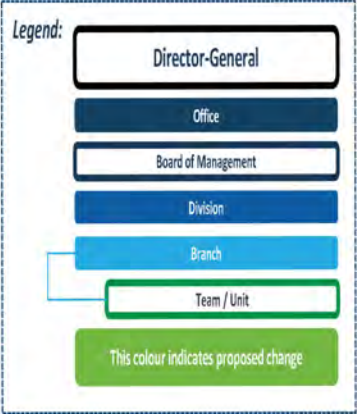 Legend:
Director-General
Office
Board of Management
Division
Branch
Team / Unit
This colour indicates proposed change